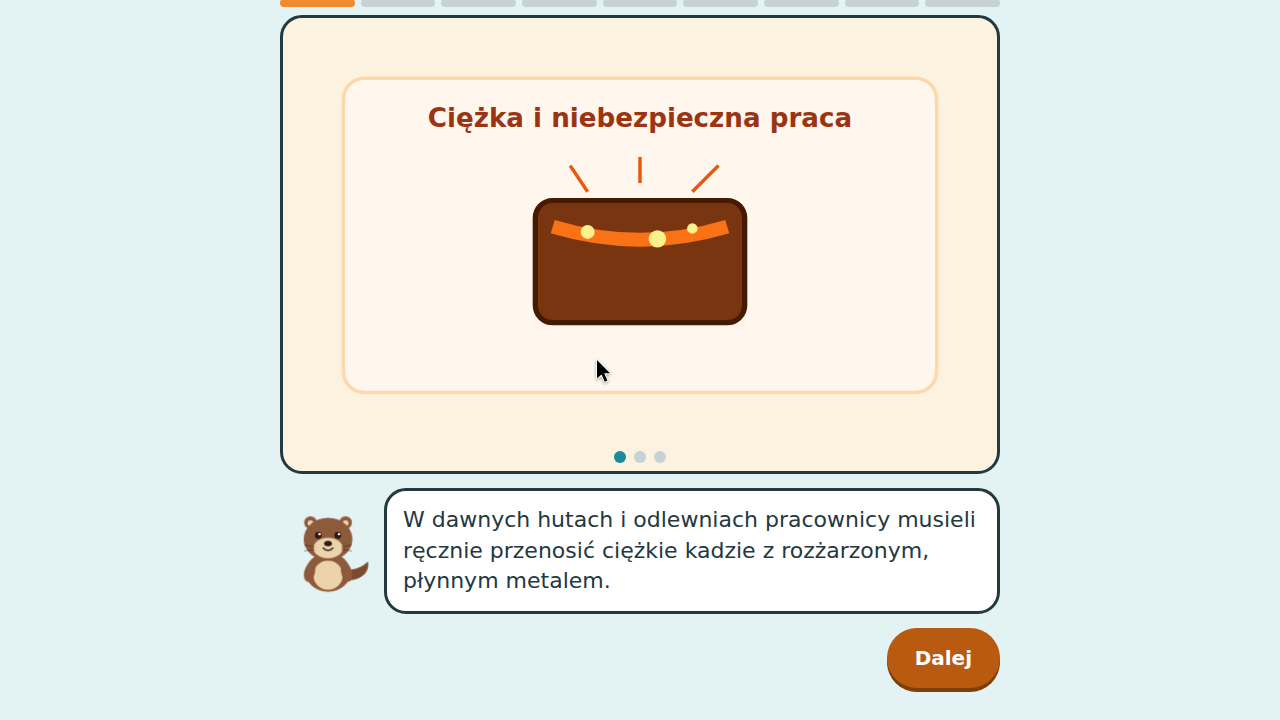 Ciężka i niebezpieczna praca
W dawnych hutach i odlewniach pracownicy musieli
ręcznie przenosić ciężkie kadzie z rozżarzonym,
płynnym metalem.
Dalej